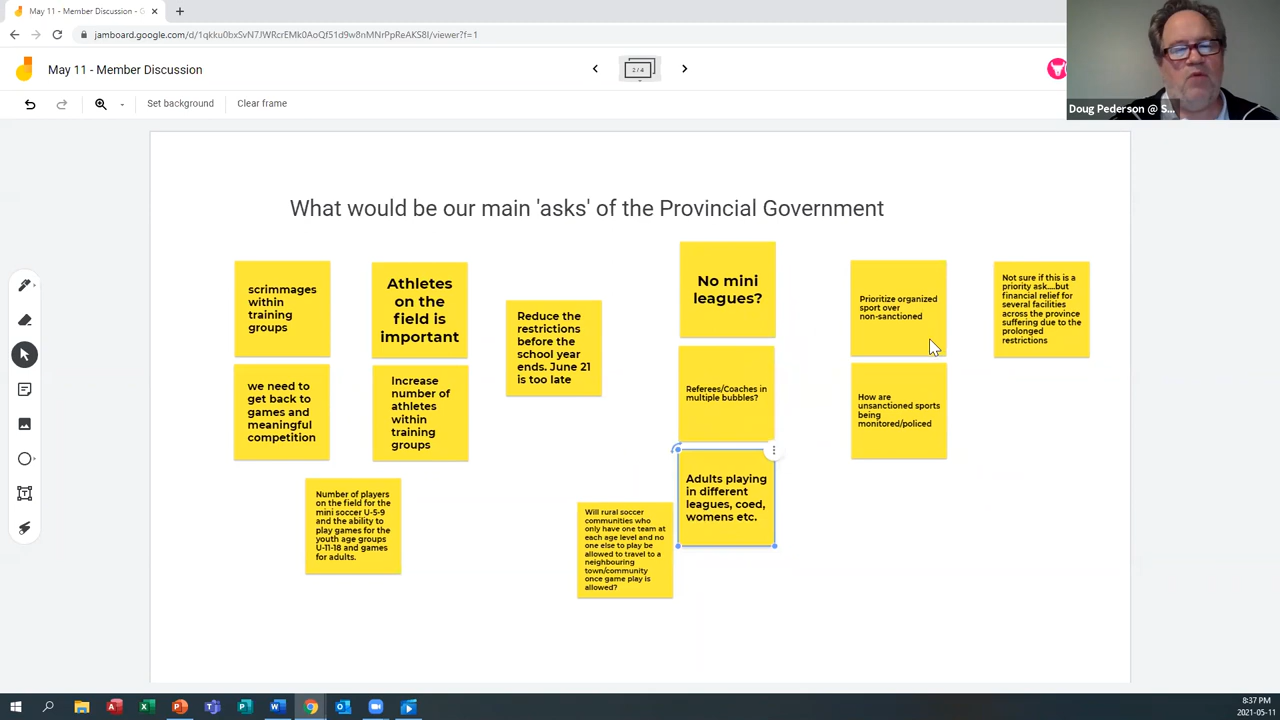 May 11 - Member Discussion - G
jamboard.google.com/d/1qkku0bxSvN7JWRcrEMk0AoQf51d9w8nMNrPpReAKS8I/viewer?f=1
May 11 - Member Discussion
2 / 4
Set background
Clear frame
Doug Pederson @ S...
What would be our main 'asks' of the Provincial Government
scrimmages
within
training
groups
Athletes
on the
field is
important
Reduce the
restrictions
before the
school year
ends. June 21
is too late
No mini
leagues?
Prioritize organized
sport over
non-sanctioned
Not sure if this is a
priority ask....but
financial relief for
several facilities
across the province
suffering due to the
prolonged
restrictions
we need to
get back to
games and
meaningful
competition
Increase
number of
athletes
within
training
groups
Referees/Coaches in
multiple bubbles?
How are
unsanctioned sports
being
monitored/policed
Number of players
on the field for the
mini soccer U-5-9
and the ability to
play games for the
youth age groups
U-11-18 and games
for adults.
Will rural soccer
communities who
only have one team at
each age level and no
one else to play be
allowed to travel to a
neighbouring
town/community
once game play is
allowed?
Adults playing
in different
leagues, coed,
womens etc.
8:37 PM
2021-05-11